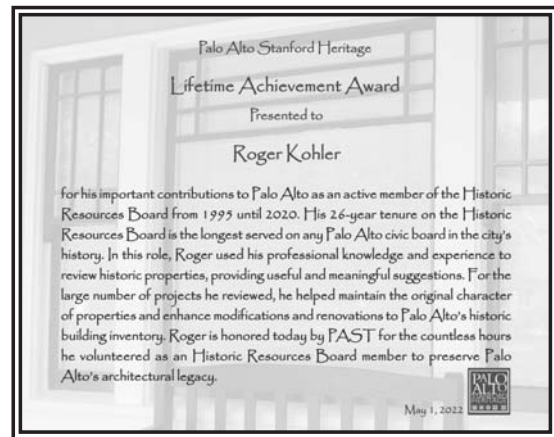 Palo Alto Stanford Heritage
Lifetime Achievement Award
Presented to
Roger Kohler
for his important contributions to Palo Alto as an active member of the Historic
Resources Board from 1995 until 2020. His 26-year tenure on the Historic
Resources Board is the longest served on any Palo Alto civic board in the city's
history. In this role, Roger used his professional knowledge and experience to
review historic properties, providing useful and meaningful suggestions. For the
large number of projects he reviewed, he helped maintain the original character
of properties and enhance modifications and renovations to Palo Alto's historic
building inventory. Roger is honored today by PAST for the countless hours
he volunteered as an Historic Resources Board member to preserve Palo
Alto's architectural legacy.
PALO
ALTO
May 1, 2022